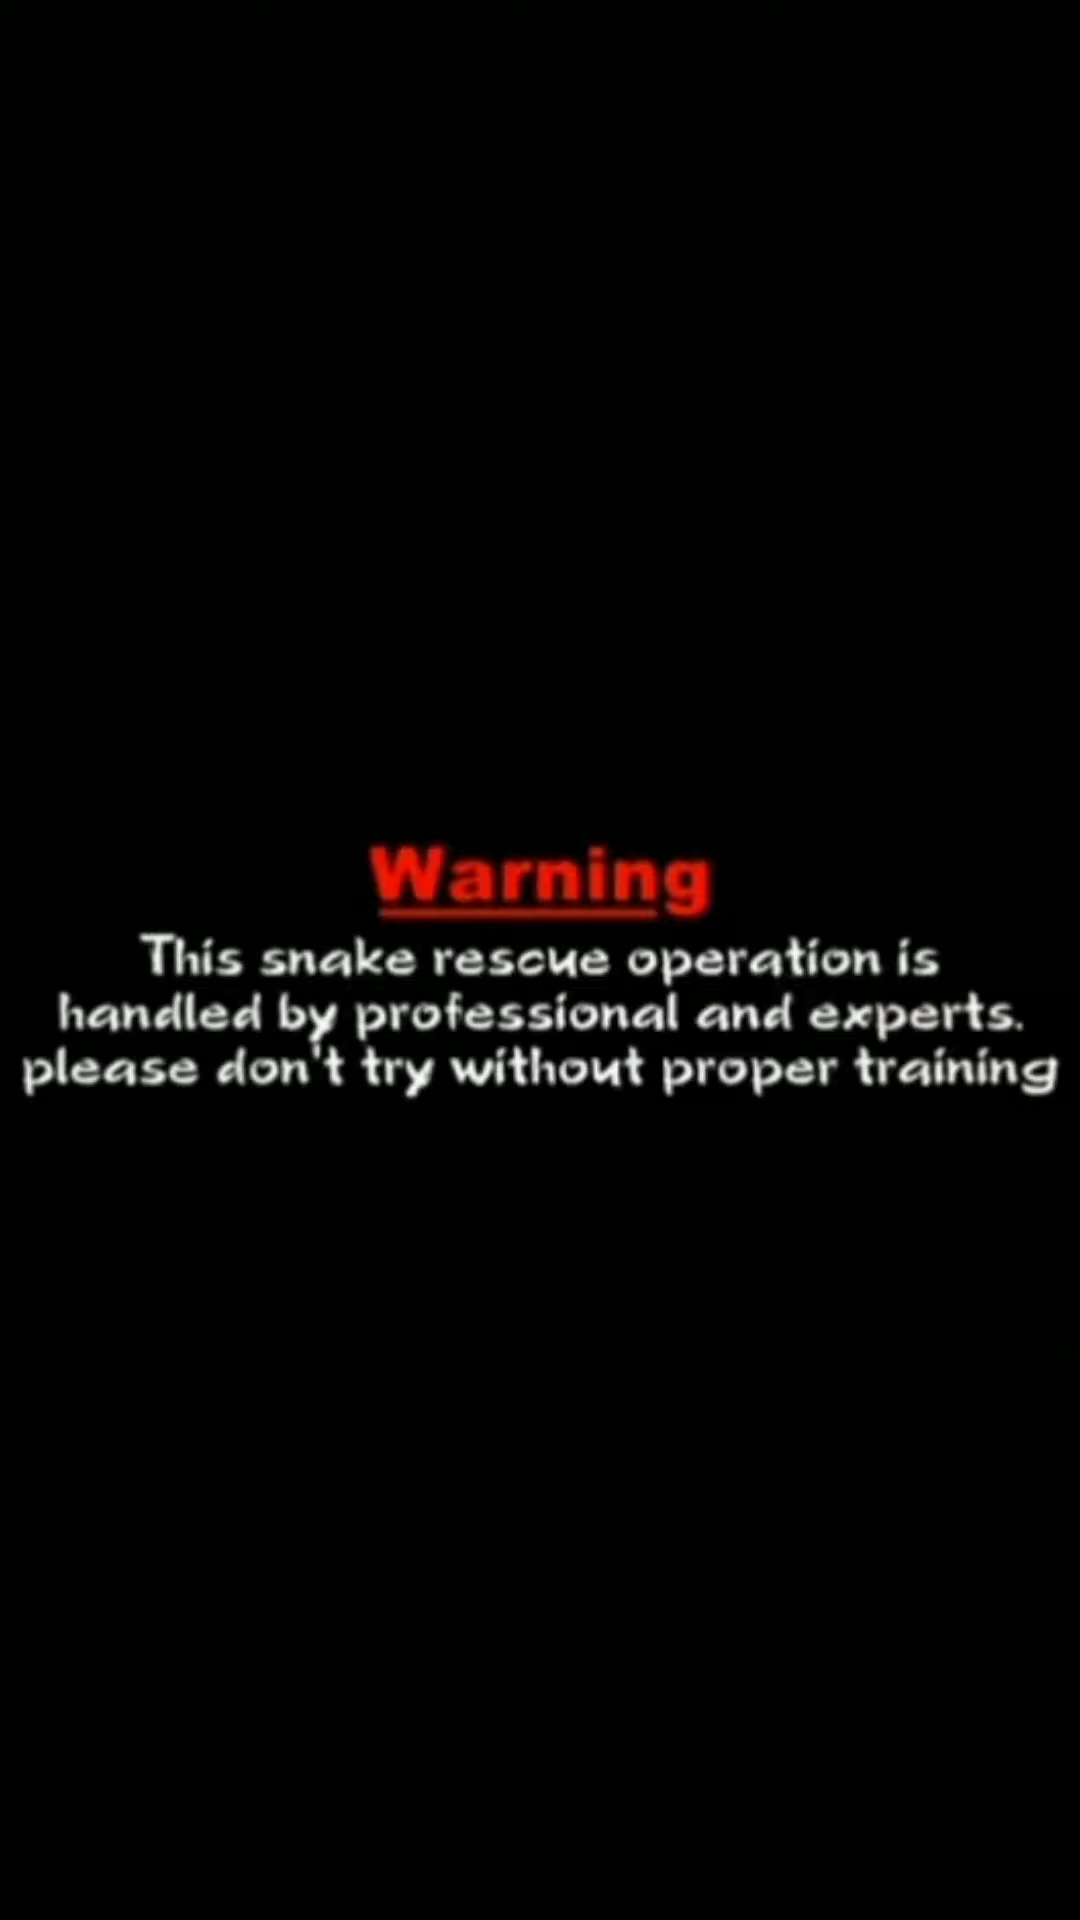 Warning
This snake rescue operation is
handled by professional and experts.
please don't try without proper training